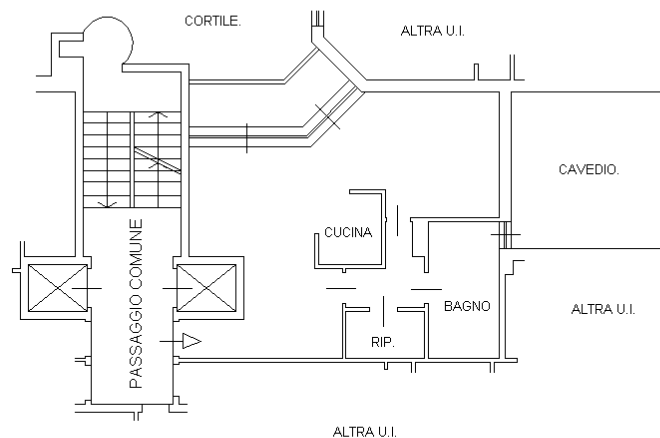 CORTILE.
ALTRA U.I.
CAVEDIO.
CUCINA
PASSAGGIO COMUNE
BAGNO
ALTRA U.I.
RIP.
ALTRA U.I.